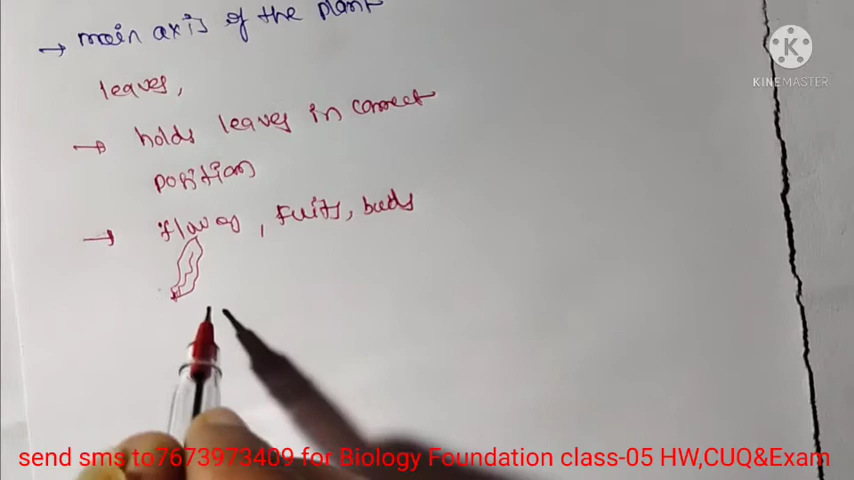 → main axis of the plant
leaves,
→ holds leaves in correct
position
→ flowes, fruits, buds
KINEMASTER
send sms to7673973409 for Biology Foundation class-05 HW,CUQ&Exam